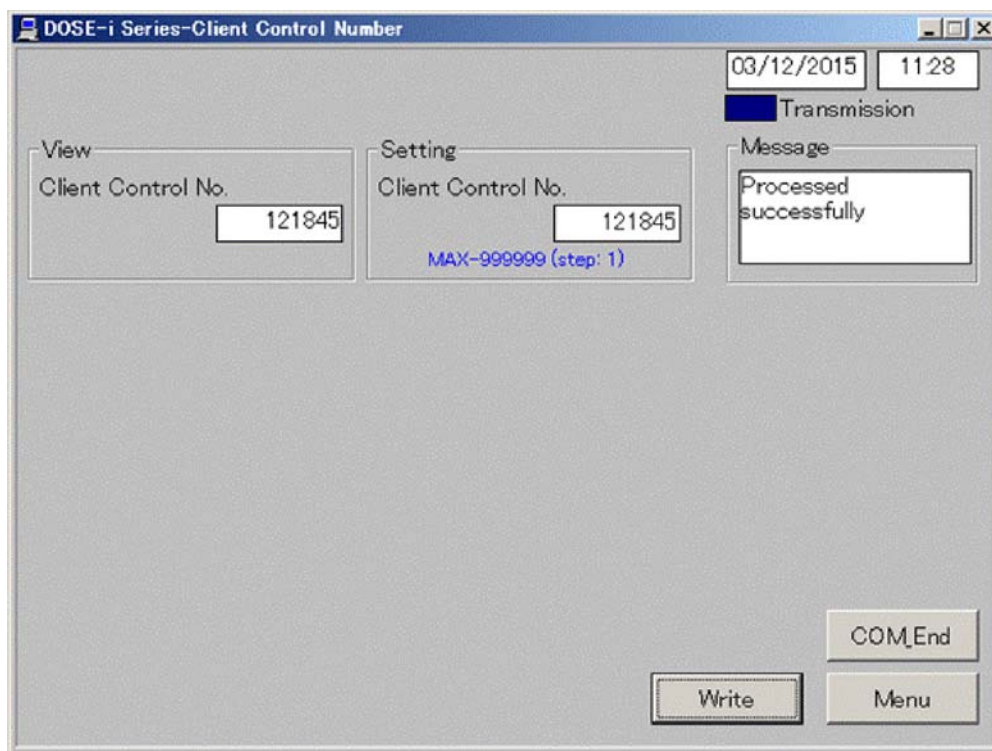 DOSE-i Series-Client Control Number
03/12/2015 11:28
Transmission
View
Client Control No.
121845
Setting
Client Control No.
121845
MAX-999999 (step: 1)
Message
Processed
successfully
COM_End
Write
Menu